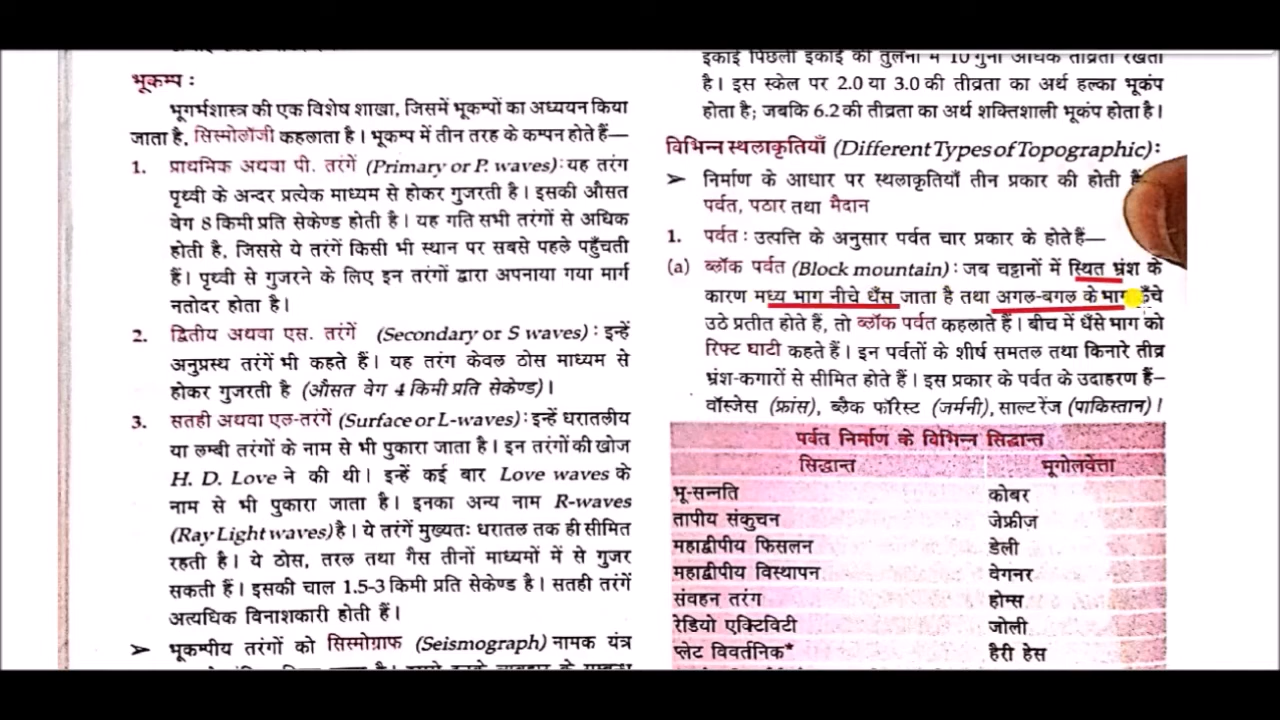 भूकम्प :
भूगर्भशास्त्र की एक विशेष शाखा, जिसमें भूकम्पों का अध्ययन किया
जाता है, सिस्मोलॉजी कहलाता है। भूकम्प में तीन तरह के कम्पन होते हैं—
1. प्राथमिक अथवा पी. तरंगें (Primary or P. waves) : यह तरंग
पृथ्वी के अन्दर प्रत्येक माध्यम से होकर गुजरती है। इसकी औसत
वेग 8 किमी प्रति सेकेण्ड होती है। यह गति सभी तरंगों से अधिक
होती है, जिससे ये तरंगें किसी भी स्थान पर सबसे पहले पहुँचती
हैं। पृथ्वी से गुजरने के लिए इन तरंगों द्वारा अपनाया गया मार्ग
नतोदर होता है।
2. द्वितीय अथवा एस. तरंगें (Secondary or S waves) : इन्हें
अनुप्रस्थ तरंगें भी कहते हैं। यह तरंग केवल ठोस माध्यम से
होकर गुजरती है (औसत वेग 4 किमी प्रति सेकेण्ड)।
3. सतही अथवा एल-तरंगें (Surface or L-waves) : इन्हें धरातलीय
या लम्बी तरंगों के नाम से भी पुकारा जाता है। इन तरंगों की खोज
H. D. Love ने की थी। इन्हें कई बार Love waves के
नाम से भी पुकारा जाता है। इनका अन्य नाम R-waves
(Ray Light waves) है। ये तरंगें मुख्यतः धरातल तक ही सीमित
रहती है। ये ठोस, तरल तथा गैस तीनों माध्यमों में से गुजर
सकती हैं। इसकी चाल 1.5-3 किमी प्रति सेकेण्ड है। सतही तरंगें
अत्यधिक विनाशकारी होती हैं।
➢ भूकम्पीय तरंगों को सिस्मोग्राफ (Seismograph) नामक यंत्र
इकाई पिछली इकाई की तुलना में 10 गुना अधिक तीव्रता रखता
है। इस स्केल पर 2.0 या 3.0 की तीव्रता का अर्थ हल्का भूकंप
होता है; जबकि 6.2 की तीव्रता का अर्थ शक्तिशाली भूकंप होता है।
विभिन्न स्थलाकृतियाँ (Different Types of Topographic) :
➢ निर्माण के आधार पर स्थलाकृतियाँ तीन प्रकार की होती
पर्वत, पठार तथा मैदान
1. पर्वत : उत्पत्ति के अनुसार पर्वत चार प्रकार के होते हैं—
(a) ब्लॉक पर्वत (Block mountain) : जब चट्टानों में स्थित भ्रंश के
कारण मध्य भाग नीचे धँस जाता है तथा अगल-बगल के भाग ऊँचे
उठे प्रतीत होते हैं, तो ब्लॉक पर्वत कहलाते हैं। बीच में धँसे भाग को
रिफ्ट घाटी कहते हैं। इन पर्वतों के शीर्ष समतल तथा किनारे तीव्र
भ्रंश-कगारों से सीमित होते हैं। इस प्रकार के पर्वत के उदाहरण हैं—
वॉस्जेस (फ्रांस), ब्लैक फॉरेस्ट (जर्मनी), साल्ट रेंज (पाकिस्तान)।
पर्वत निर्माण के विभिन्न सिद्धान्त
सिद्धान्त भूगोलवेत्ता
भू-सन्नति कोबर
तापीय संकुचन जेफ्रीज
महाद्वीपीय फिसलन डेली
महाद्वीपीय विस्थापन वेगनर
संवहन तरंग होम्स
रेडियो एक्टिविटी जोली
प्लेट विवर्तनिक* हैरी हेस